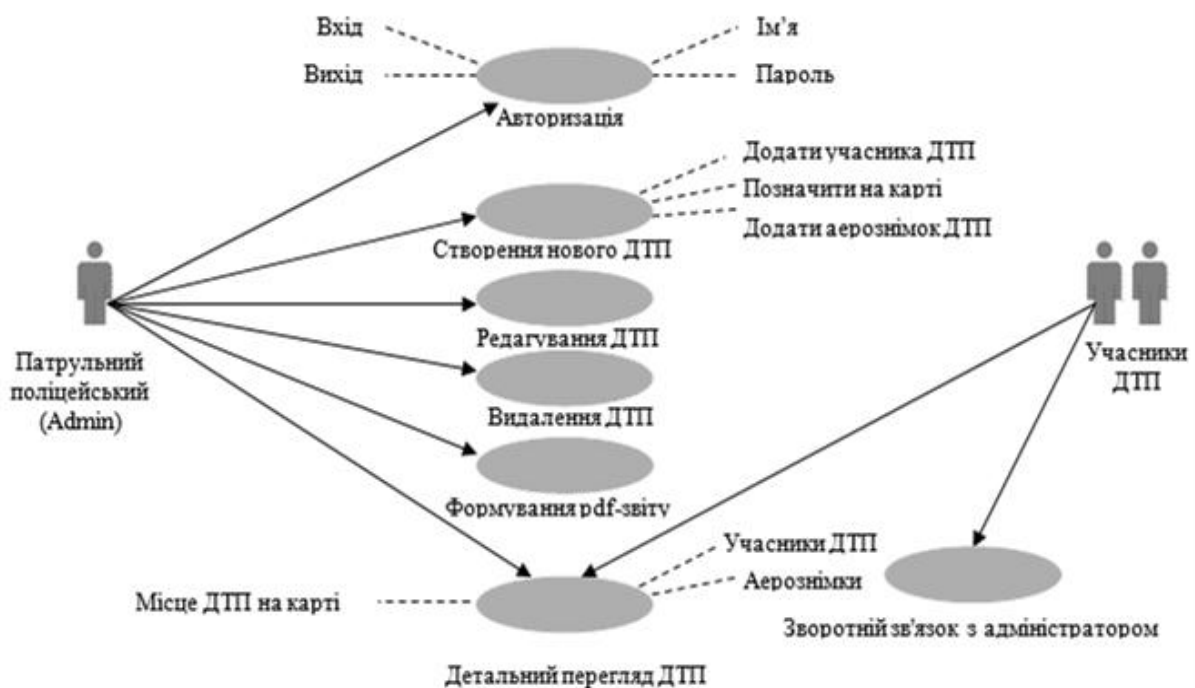 Вхід
Ім’я
Вихід
Пароль
Авторизація
Додати учасника ДТП
Позначити на карті
Додати аерознімок ДТП
Створення нового ДТП
Редагування ДТП
Патрульний
поліцейський
(Admin)
Учасники
ДТП
Видалення ДТП
Формування pdf-звіту
Учасники ДТП
Аерознімки
Місце ДТП на карті
Зворотній зв'язок з адміністратором
Детальний перегляд ДТП